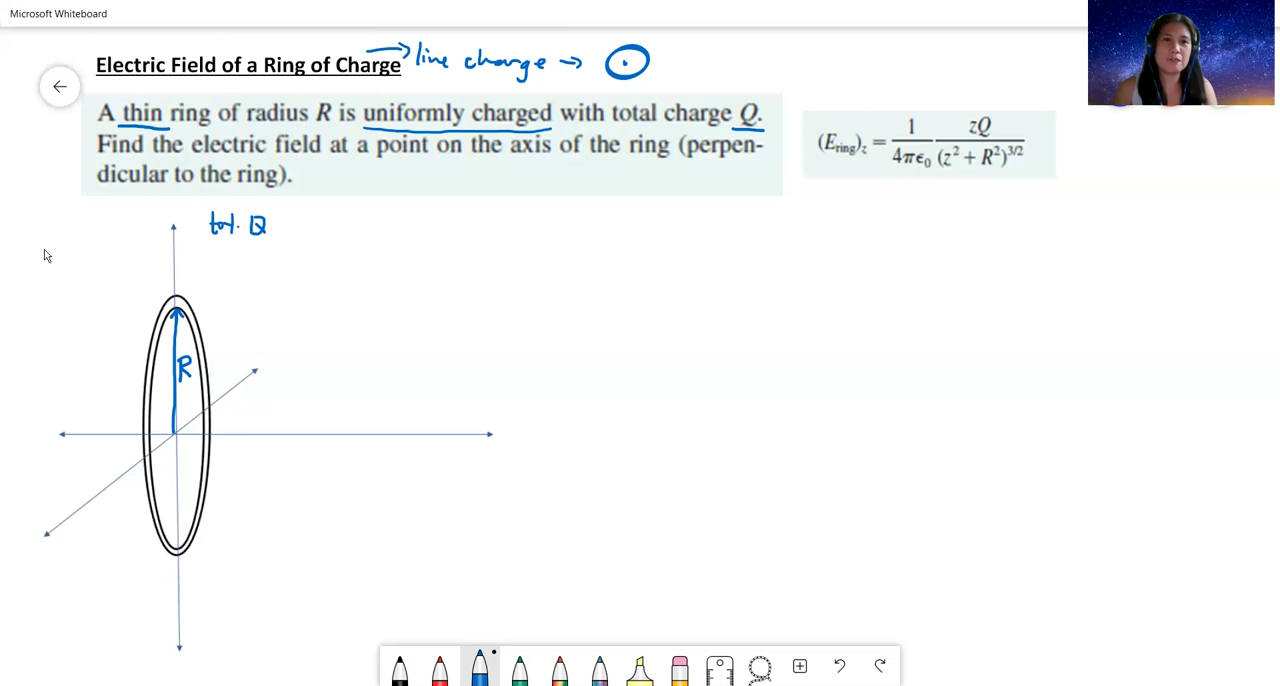 Microsoft Whiteboard
Electric Field of a Ring of Charge → line charge →
A thin ring of radius R is uniformly charged with total charge Q.
Find the electric field at a point on the axis of the ring (perpen-
dicular to the ring).
(E_ring)_z = 1/(4πϵ₀) zQ/(z² + R²)^3/2
tot. Q
R